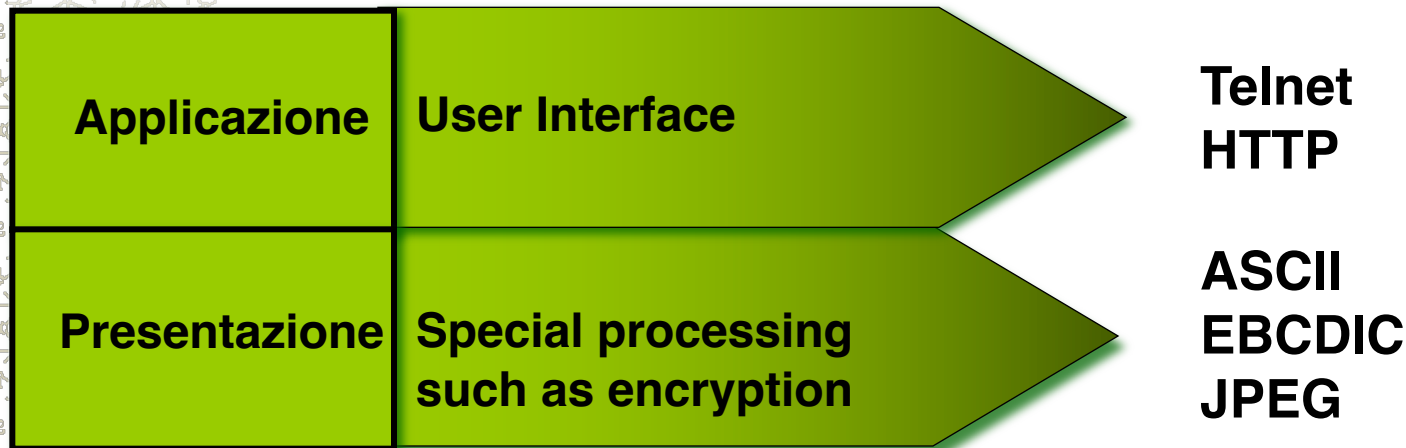 Applicazione
User Interface
Telnet
HTTP
Presentazione
Special processing
such as encryption
ASCII
EBCDIC
JPEG